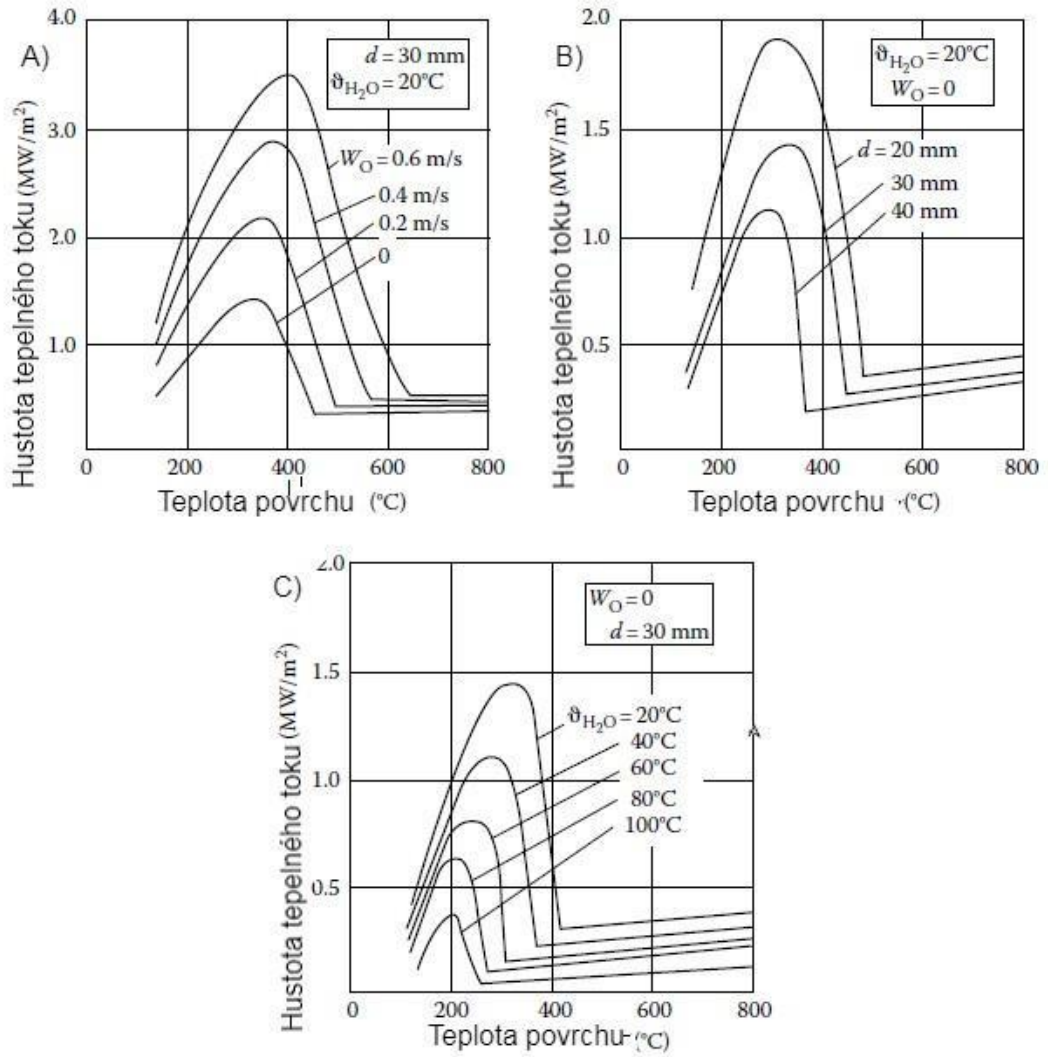 A)
Hustota tepelného toku (MW/m²)
4.0
3.0
2.0
1.0
d = 30 mm
ϑH₂O = 20°C
WO = 0.6 m/s
0.4 m/s
0.2 m/s
0
0
200
400
600
800
Teplota povrchu (°C)
B)
Hustota tepelného toku (MW/m²)
2.0
1.5
1.0
0.5
ϑH₂O = 20°C
WO = 0
d = 20 mm
30 mm
40 mm
0
200
400
600
800
Teplota povrchu (°C)
C)
Hustota tepelného toku (MW/m²)
2.0
1.5
1.0
0.5
WO = 0
d = 30 mm
ϑH₂O = 20°C
40°C
60°C
80°C
100°C
0
200
400
600
800
Teplota povrchu (°C)